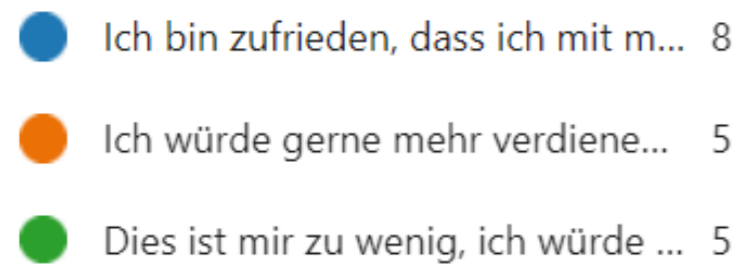 Ich bin zufrieden, dass ich mit m... 8
Ich würde gerne mehr verdiene... 5
Dies ist mir zu wenig, ich würde ... 5